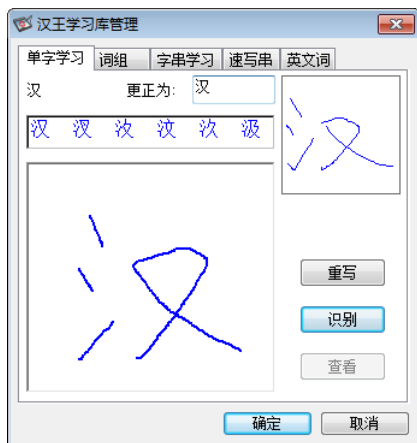 汉王学习库管理
单字学习 词组 字串学习 速写串 英文词
汉 更正为: 汉
汉 汊 汝 汶 汣 汲
汉
汉
重写
识别
查看
确定 取消